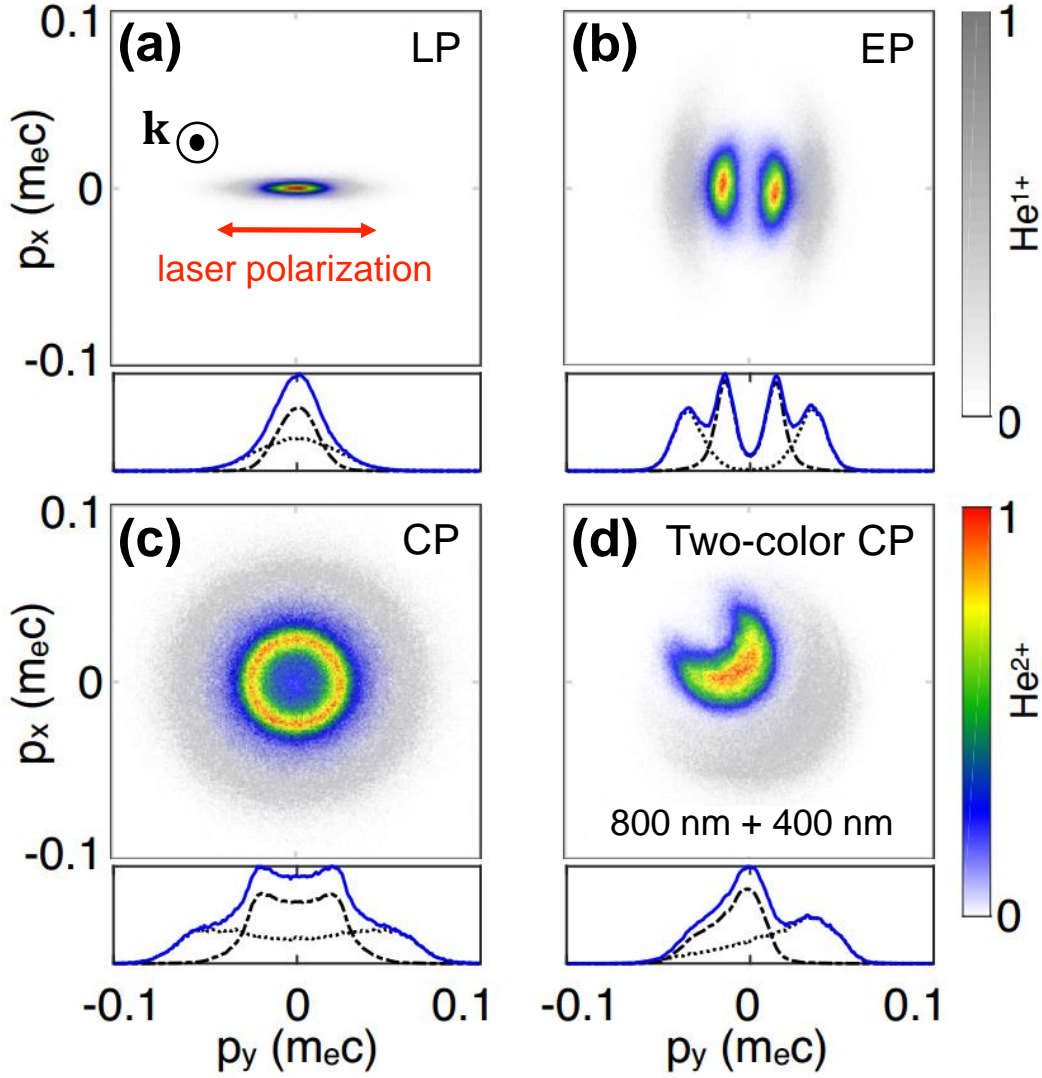 0.1
(a)
LP
k
pₓ (mₑc)
0
laser polarization
-0.1
(b)
EP
1
He¹⁺
0
0.1
(c)
CP
pₓ (mₑc)
0
-0.1
(d)
Two-color CP
800 nm + 400 nm
1
He²⁺
0
-0.1
0
0.1
p_y (mₑc)
-0.1
0
0.1
p_y (mₑc)